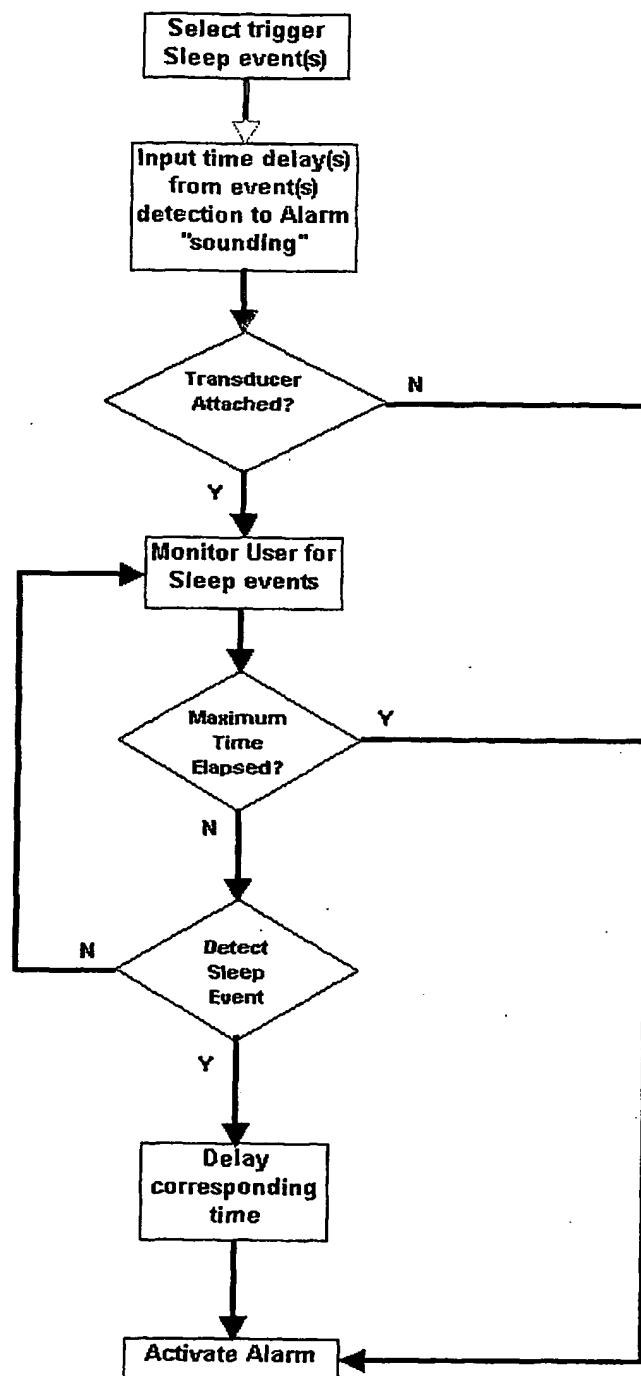 Select trigger
Sleep event(s)
Input time delay(s)
from event(s)
detection to Alarm
"sounding"
Transducer
Attached?
N
Y
Monitor User for
Sleep events
Maximum
Time
Elapsed?
Y
N
Detect
Sleep
Event
N
Y
Delay
corresponding
time
Activate Alarm